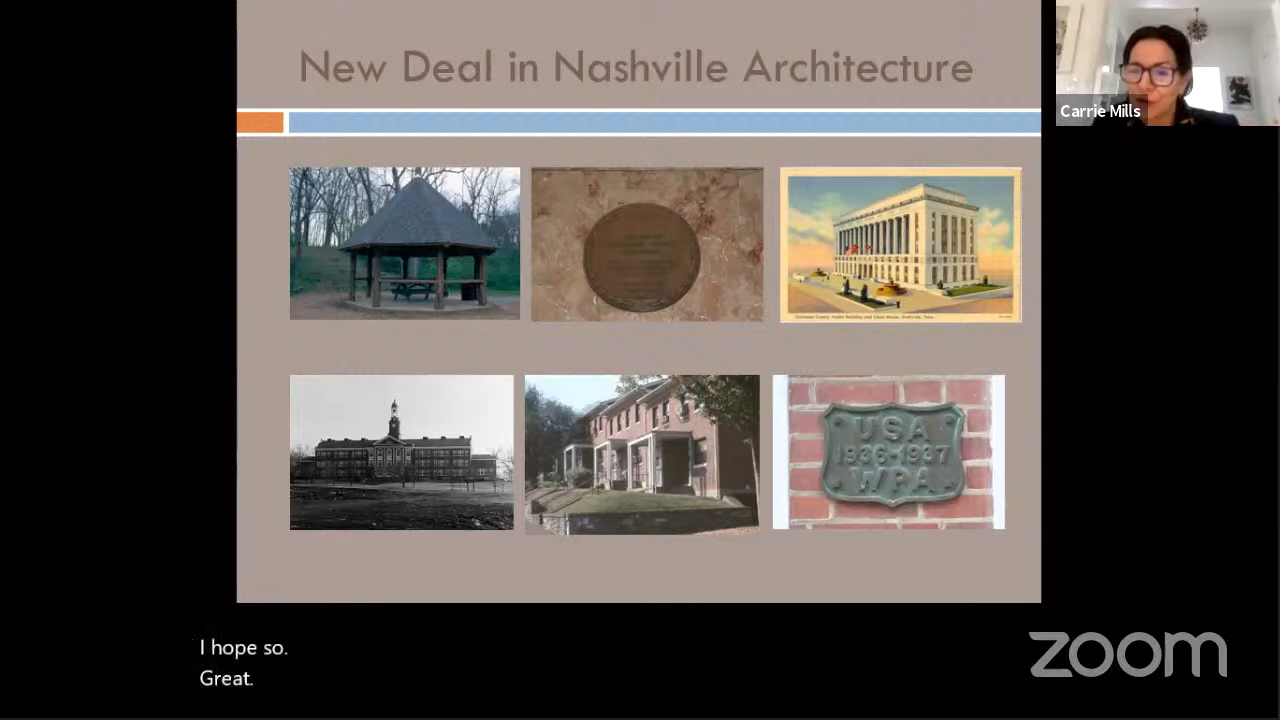 New Deal in Nashville Architecture
Carrie Mills
USA
1936-1937
WPA
I hope so.
Great.
zoom